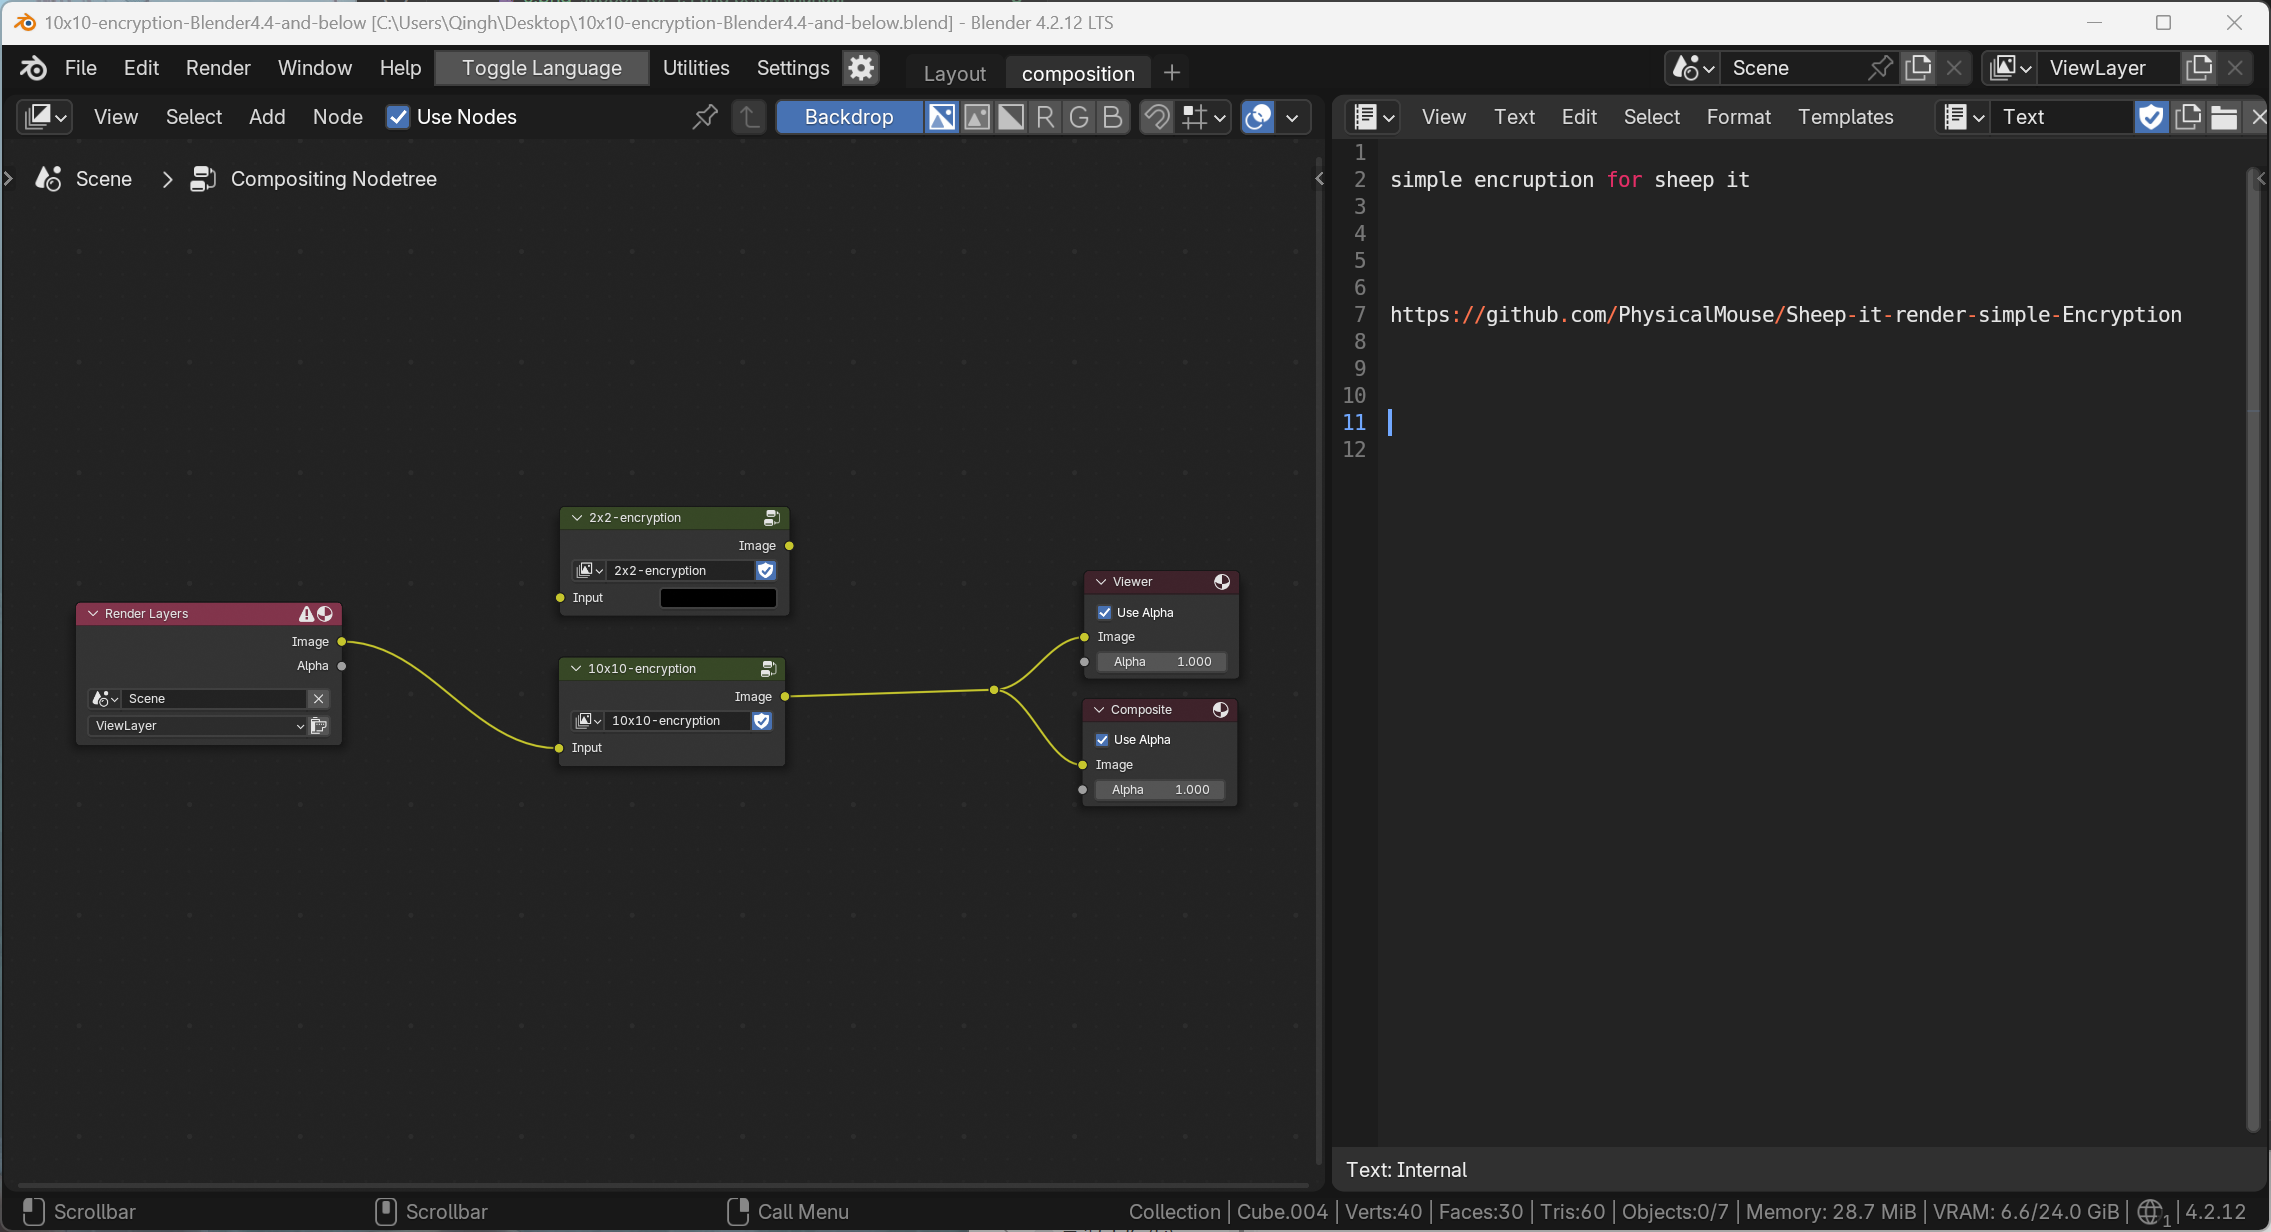 10x10-encryption-Blender4.4-and-below [C:\Users\Qingh\Desktop\10x10-encryption-Blender4.4-and-below.blend] - Blender 4.2.12 LTS
File Edit Render Window Help Toggle Language Utilities Settings Layout composition + Scene ViewLayer
View Select Add Node Use Nodes Backdrop R G B
View Text Edit Select Format Templates Text
Scene > Compositing Nodetree
2x2-encryption
Image
2x2-encryption
Input
Render Layers
Image
Alpha
Scene
ViewLayer
10x10-encryption
Image
10x10-encryption
Input
Viewer
Use Alpha
Image
Alpha 1.000
Composite
Use Alpha
Image
Alpha 1.000
1
2 simple encruption for sheep it
3
4
5
6
7 https://github.com/PhysicalMouse/Sheep-it-render-simple-Encryption
8
9
10
11
12
Text: Internal
Scrollbar Scrollbar Call Menu Collection | Cube.004 | Verts:40 | Faces:30 | Tris:60 | Objects:0/7 | Memory: 28.7 MiB | VRAM: 6.6/24.0 GiB | 1 | 4.2.12